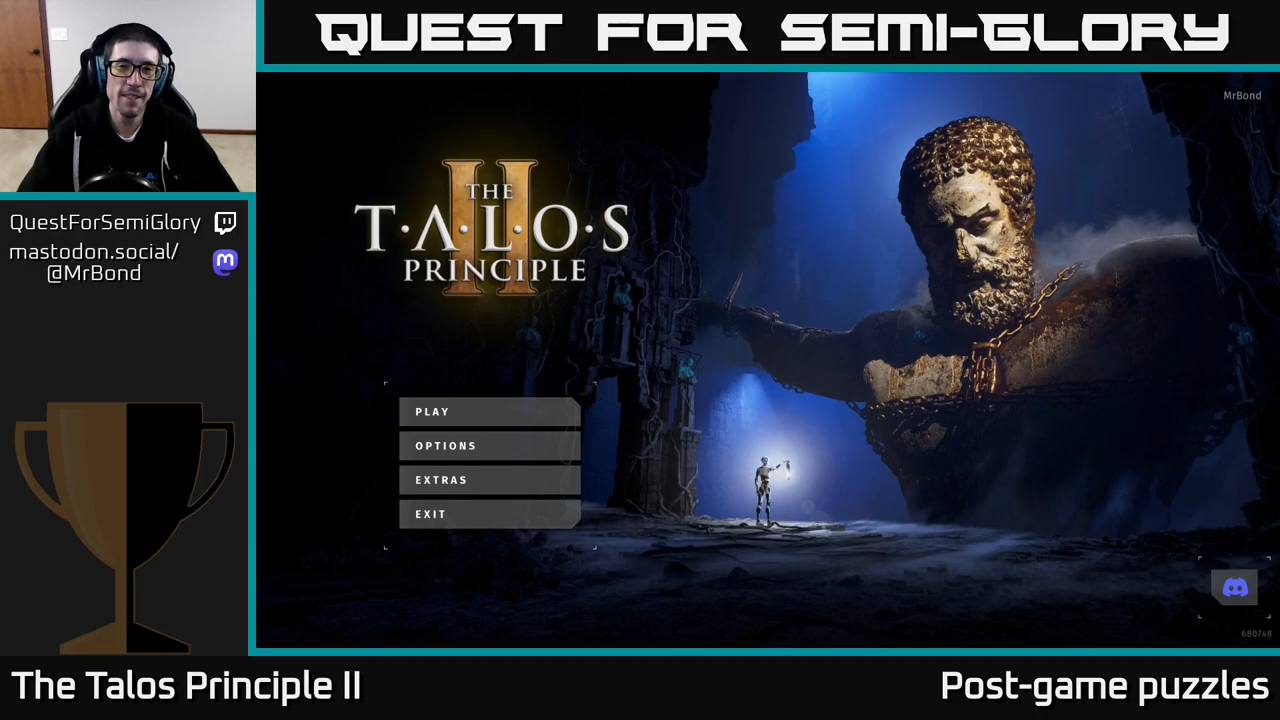 QUEST FOR SEMI-GLORY
QuestForSemiGlory
mastodon.social/
@MrBond
MrBond
II
THE
T·A·L·O·S
PRINCIPLE
PLAY
OPTIONS
EXTRAS
EXIT
680748
The Talos Principle II
Post-game puzzles